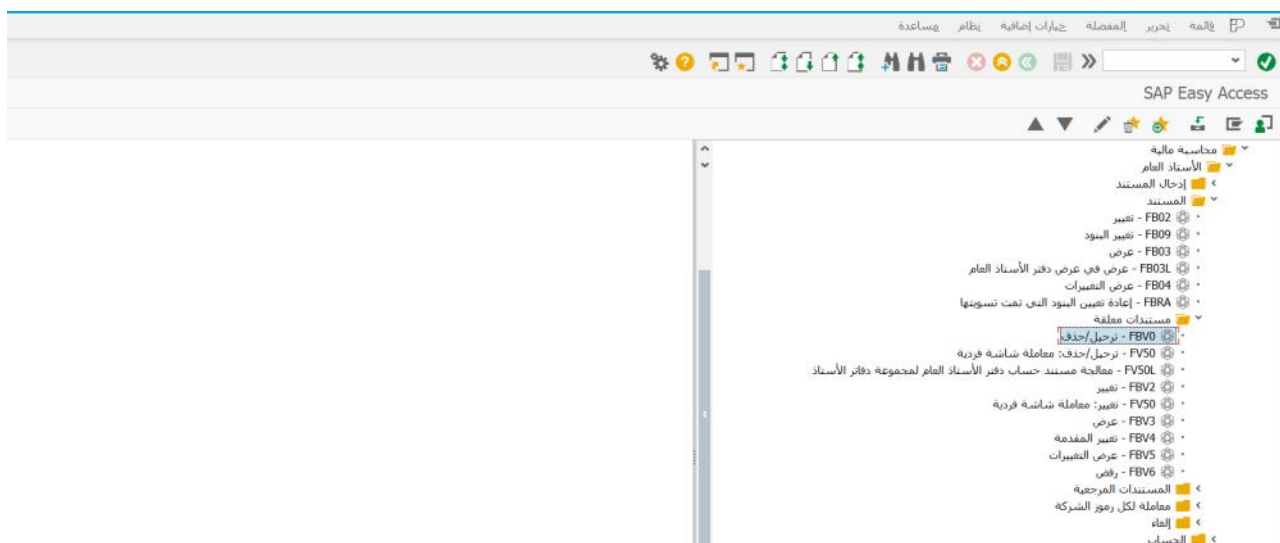 قائمة تحرير المفضلة خيارات إضافية نظام مساعدة
SAP Easy Access
محاسبة مالية
الأستاذ العام
إدخال المستند
المستند
FB02 - تغيير
FB09 - تغيير البنود
FB03 - عرض
FB03L - عرض في عرض دفتر الأستاذ العام
FB04 - عرض التغييرات
FBRA - إعادة تعيين البنود التي تمت تسويتها
مستندات معلقة
FBV0 - ترحيل/حذف
FV50 - ترحيل/حذف: معاملة شاشة فردية
FV50L - معالجة مستند حساب دفتر الأستاذ العام لمجموعة دفاتر الأستاذ
FBV2 - تغيير
FV50 - تغيير: معاملة شاشة فردية
FBV3 - عرض
FBV4 - تغيير المقدمة
FBV5 - عرض التغييرات
FBV6 - رفض
المستندات المرجعية
معاملة لكل رموز الشركة
إلغاء
الحساب